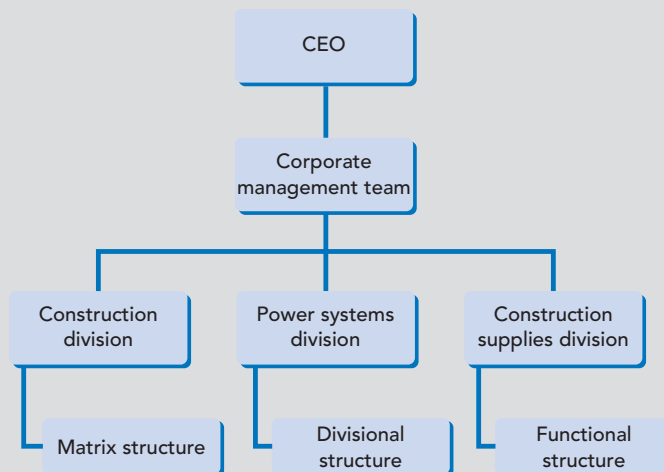 CEO
Corporate
management team
Construction
division
Power systems
division
Construction
supplies division
Matrix structure
Divisional
structure
Functional
structure